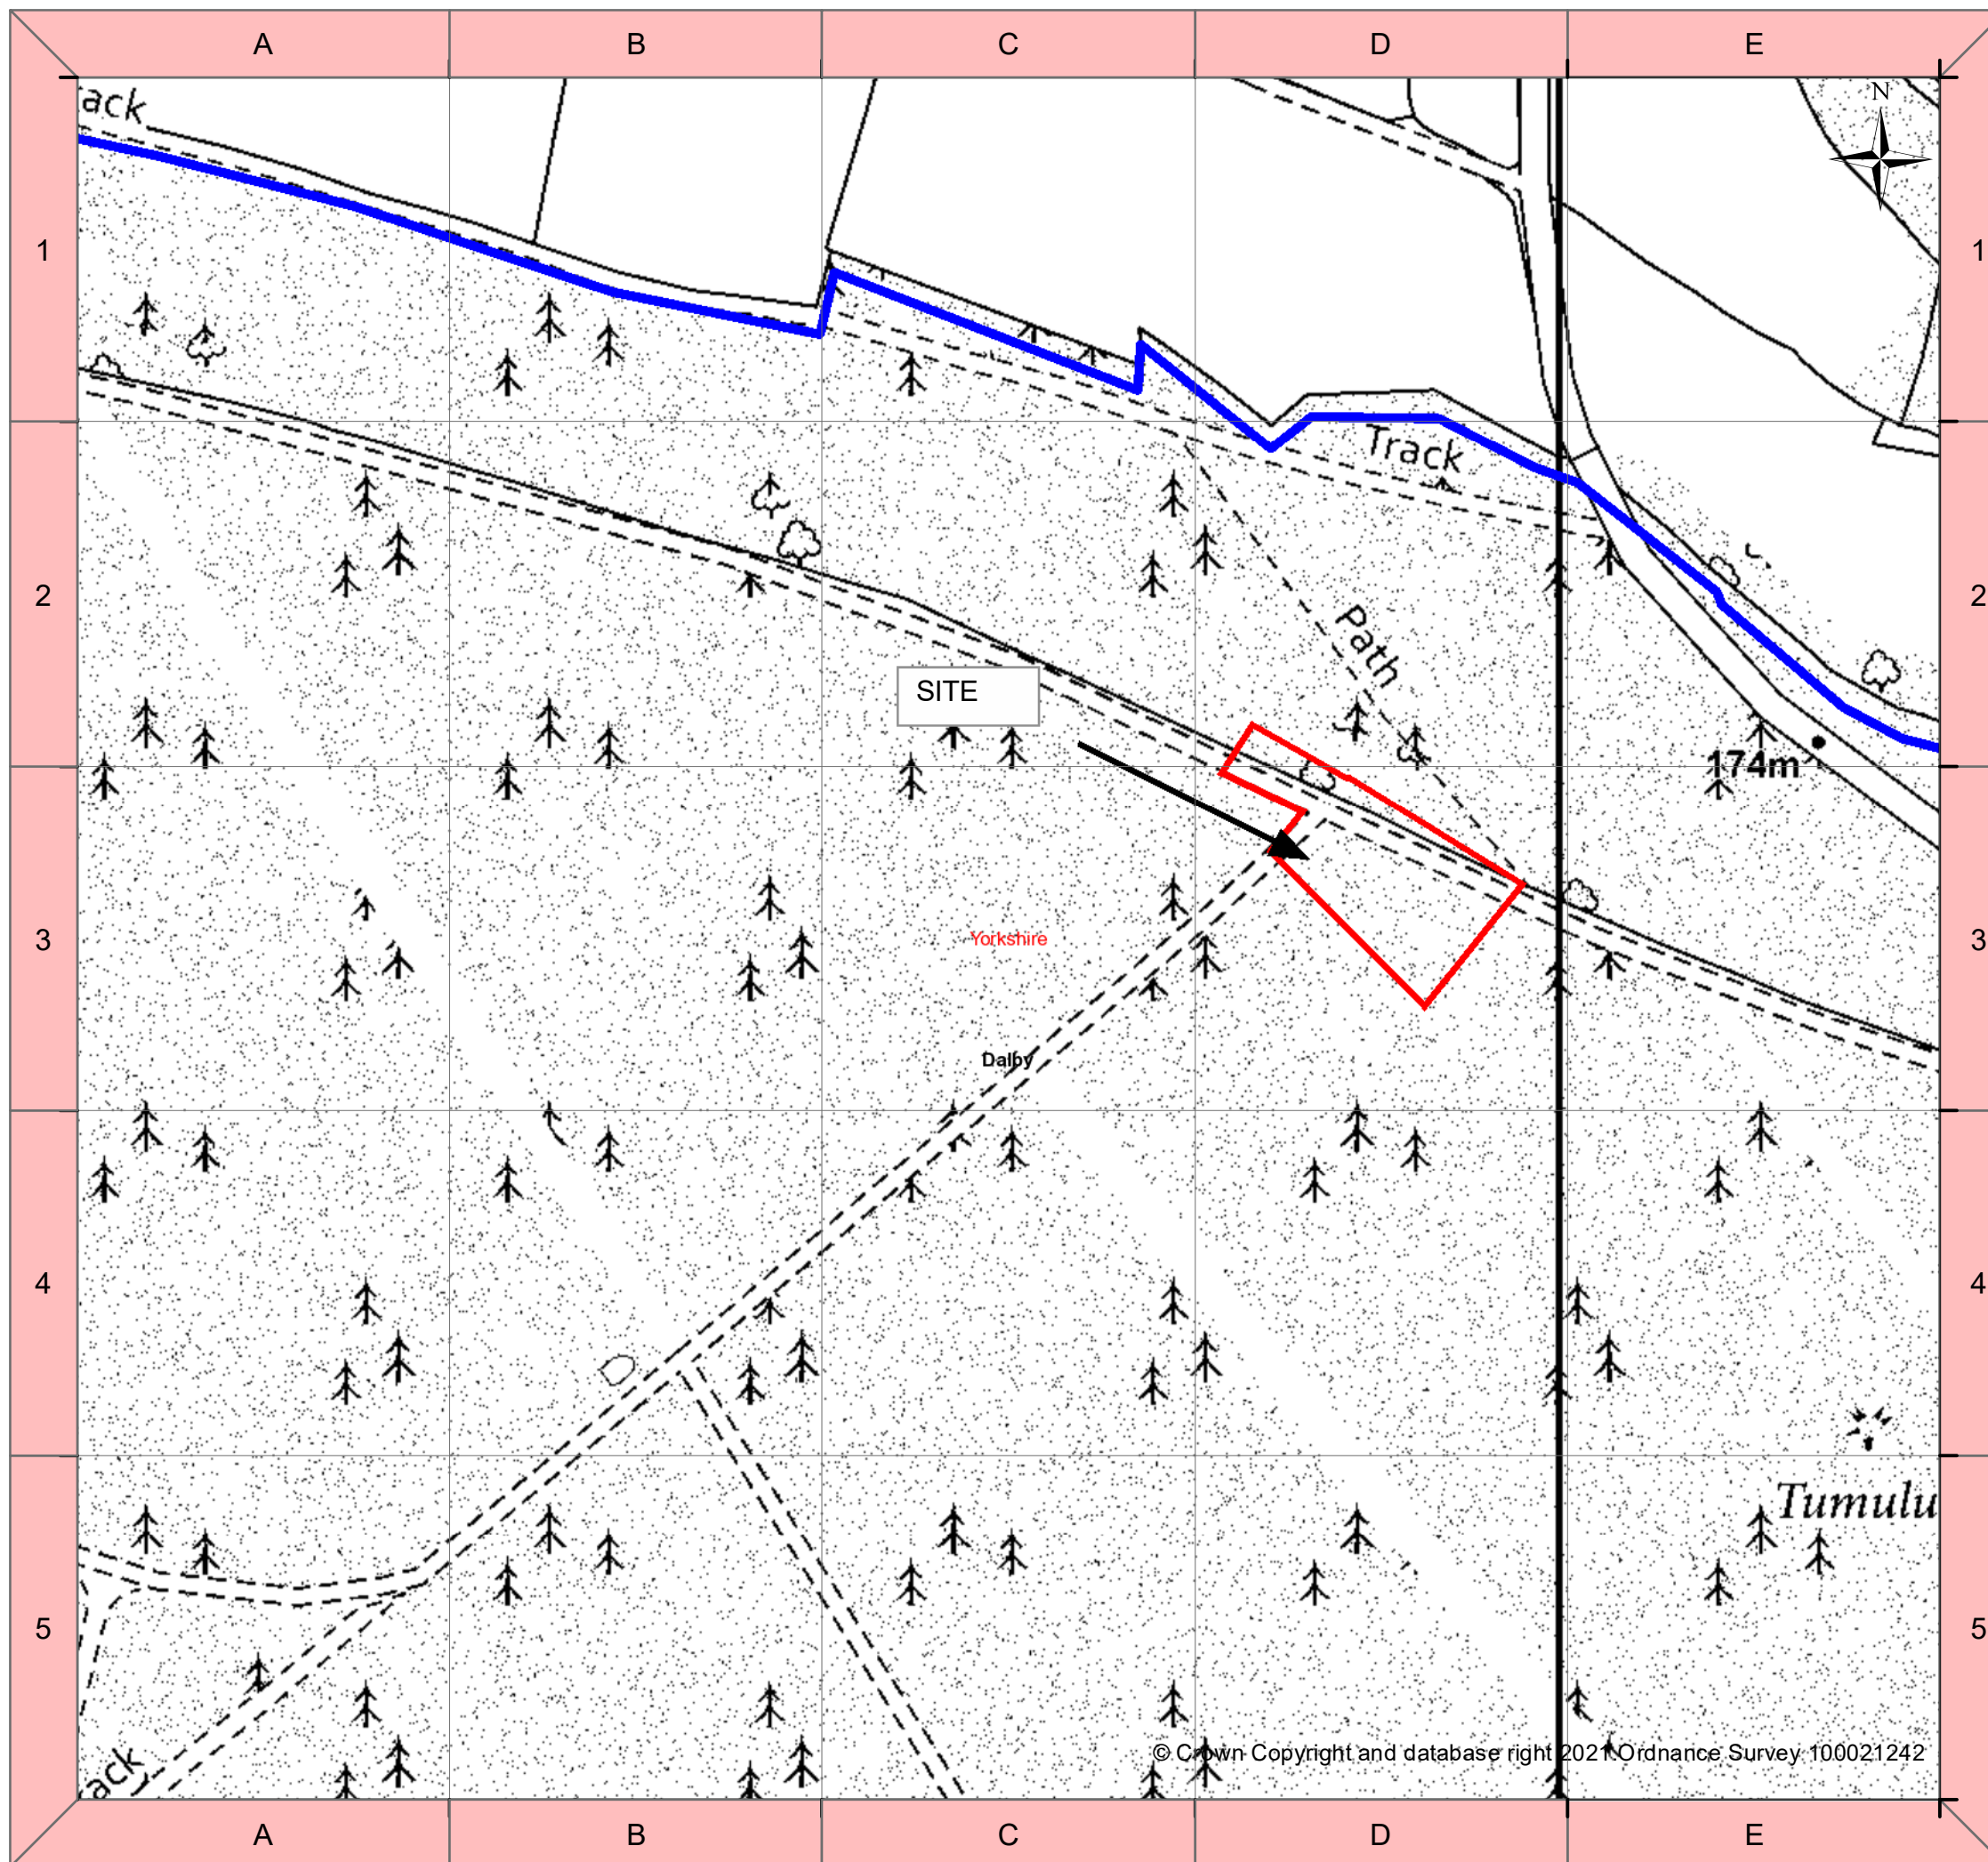 A B C D E
ack
N
1 1
Track
2 2
Path
SITE
174m
3 3
Yorkshire
Dalby
4 4
Tumulu
5 5
ack
© Crown Copyright and database right 2021 Ordnance Survey 100021242
A B C D E